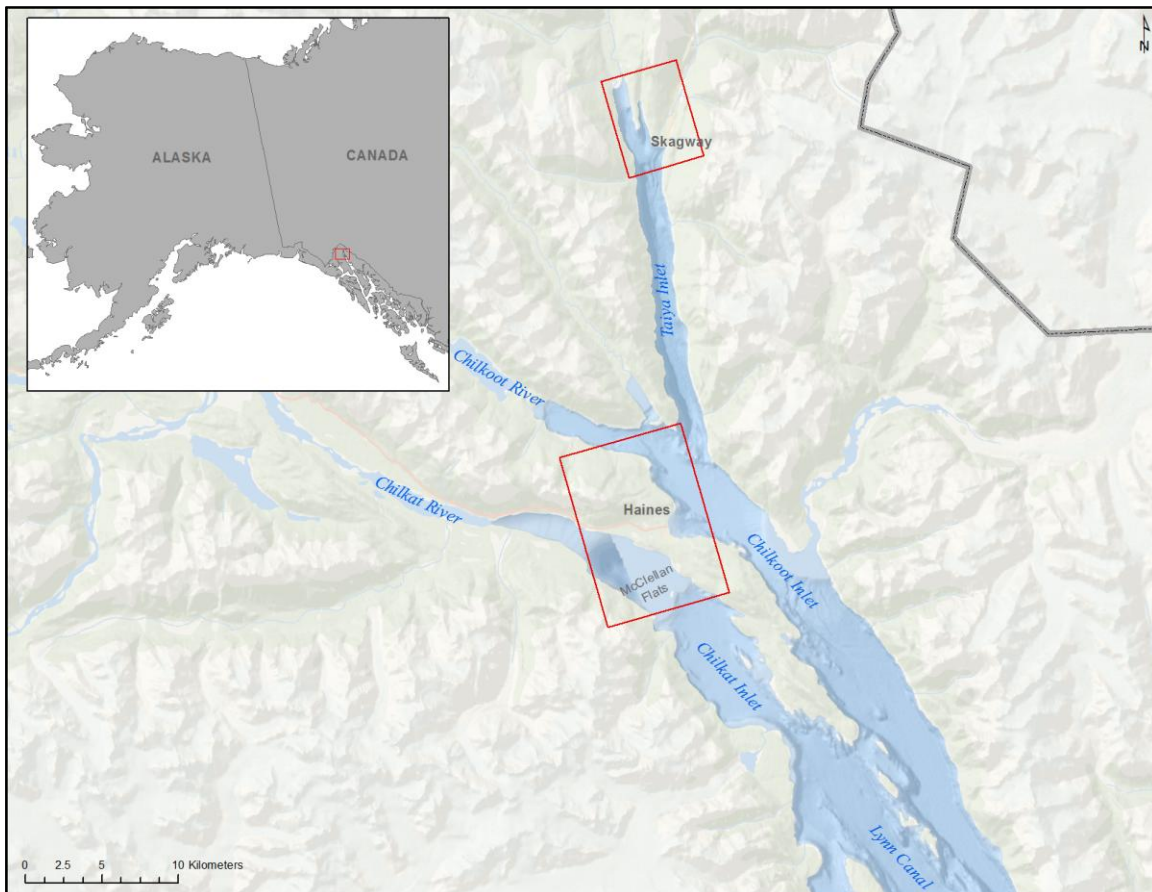 ALASKA
CANADA
N
Skagway
Taiya Inlet
Chilkoot River
Haines
Chilkat River
McClellan
Flats
Chilkoot Inlet
Chilkat Inlet
Lynn Canal
0 2.5 5 10 Kilometers